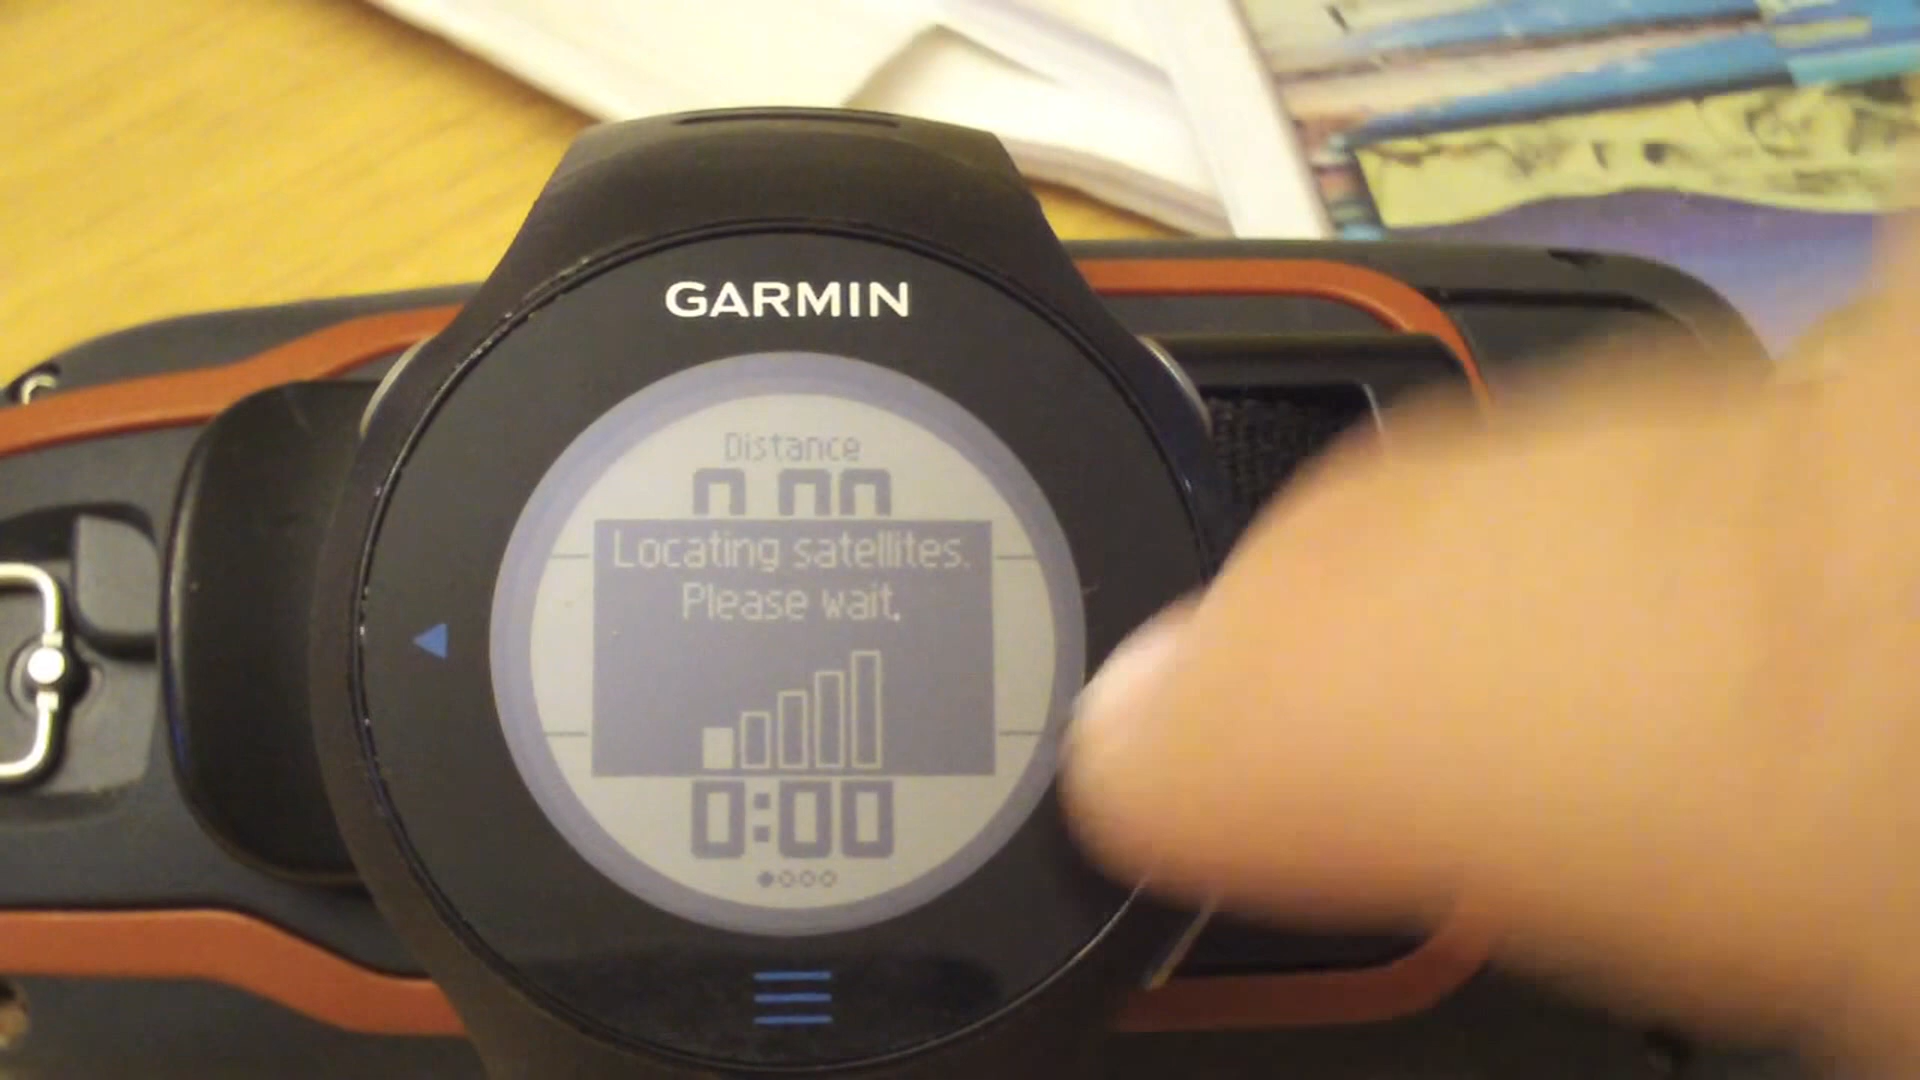 GARMIN
Distance
0.00
Locating satellites.
Please wait.
0:00